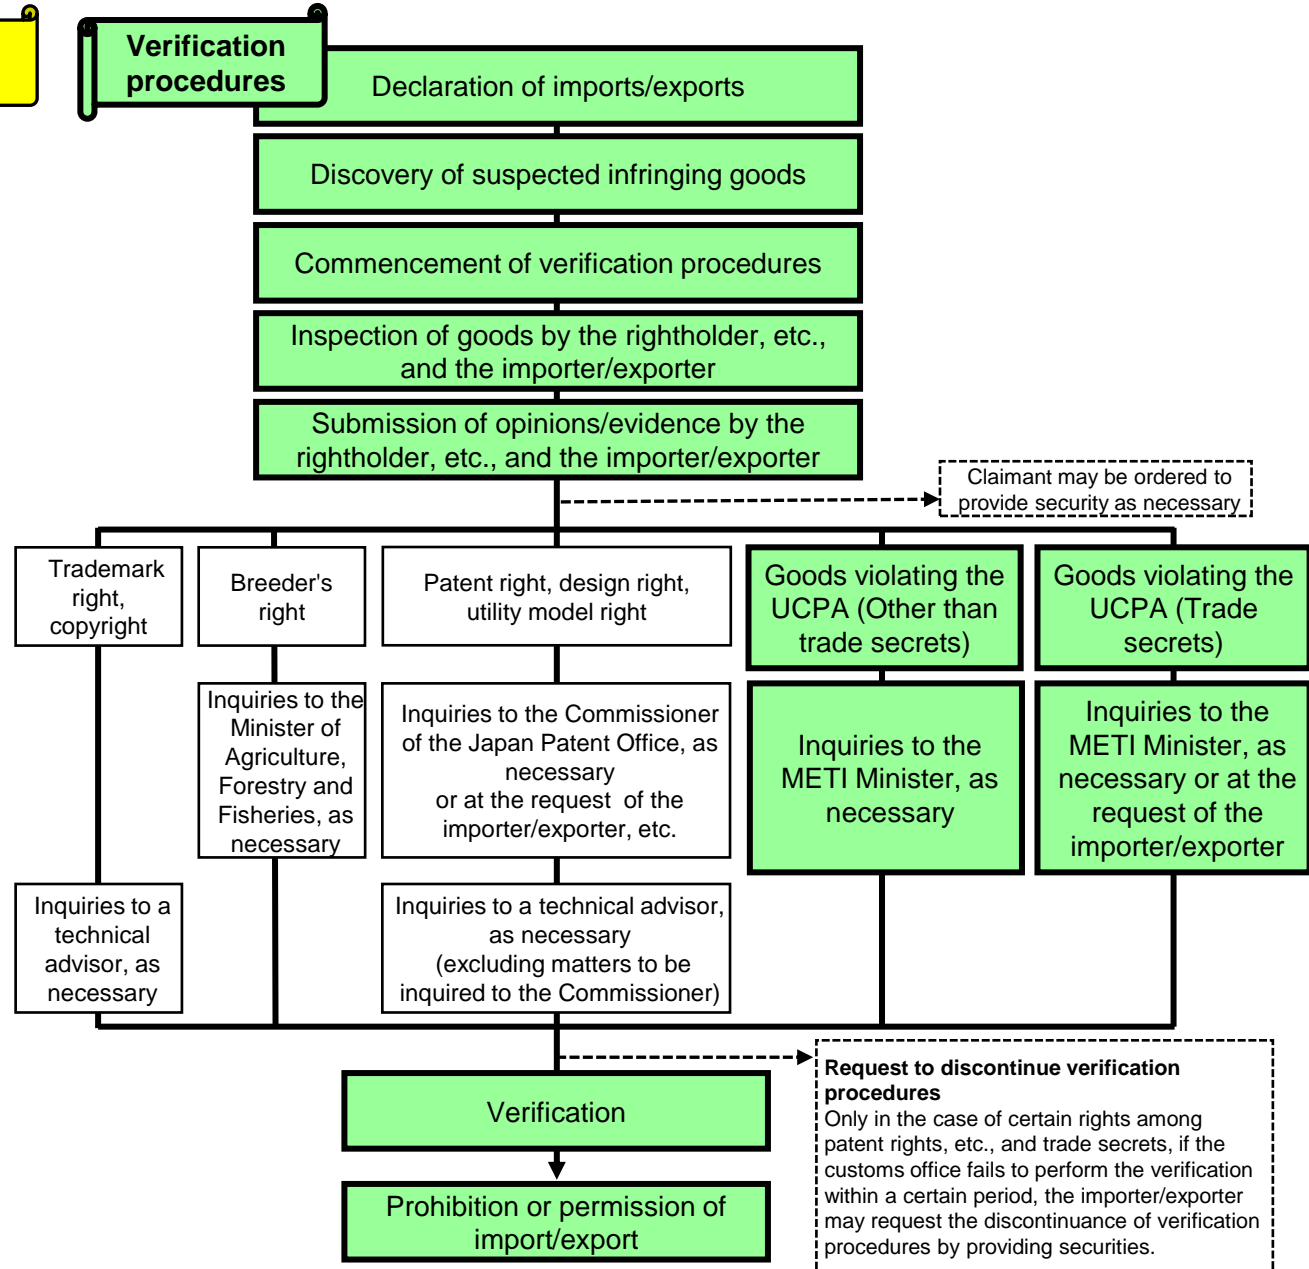 Verification
procedures
Declaration of imports/exports
Discovery of suspected infringing goods
Commencement of verification procedures
Inspection of goods by the rightholder, etc.,
and the importer/exporter
Submission of opinions/evidence by the
rightholder, etc., and the importer/exporter
Claimant may be ordered to
provide security as necessary
Trademark
right,
copyright
Breeder's
right
Patent right, design right,
utility model right
Goods violating the
UCPA (Other than
trade secrets)
Goods violating the
UCPA (Trade
secrets)
Inquiries to the
Minister of
Agriculture,
Forestry and
Fisheries, as
necessary
Inquiries to the Commissioner
of the Japan Patent Office, as
necessary
or at the request of the
importer/exporter, etc.
Inquiries to the
METI Minister, as
necessary
Inquiries to the
METI Minister, as
necessary or at the
request of the
importer/exporter
Inquiries to a
technical
advisor, as
necessary
Inquiries to a technical advisor,
as necessary
(excluding matters to be
inquired to the Commissioner)
Request to discontinue verification
procedures
Only in the case of certain rights among
patent rights, etc., and trade secrets, if the
customs office fails to perform the verification
within a certain period, the importer/exporter
may request the discontinuance of verification
procedures by providing securities.
Verification
Prohibition or permission of
import/export